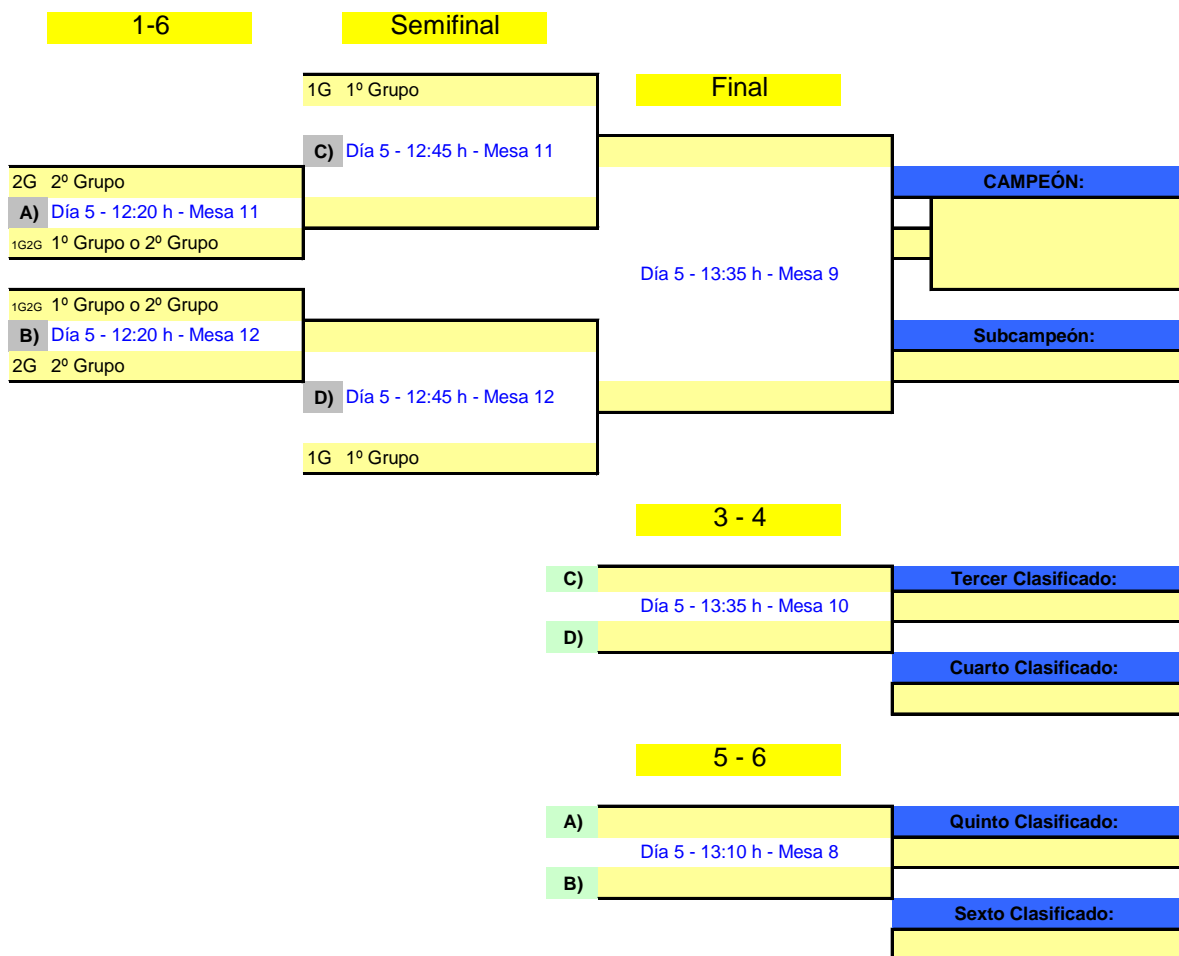 1-6 Semifinal
1G 1º Grupo Final
C) Día 5 - 12:45 h - Mesa 11
2G 2º Grupo CAMPEÓN:
A) Día 5 - 12:20 h - Mesa 11
1G2G 1º Grupo o 2º Grupo
Día 5 - 13:35 h - Mesa 9
1G2G 1º Grupo o 2º Grupo
B) Día 5 - 12:20 h - Mesa 12 Subcampeón:
2G 2º Grupo
D) Día 5 - 12:45 h - Mesa 12
1G 1º Grupo
3 - 4
C) Tercer Clasificado:
Día 5 - 13:35 h - Mesa 10
D)
Cuarto Clasificado:
5 - 6
A) Quinto Clasificado:
Día 5 - 13:10 h - Mesa 8
B)
Sexto Clasificado: